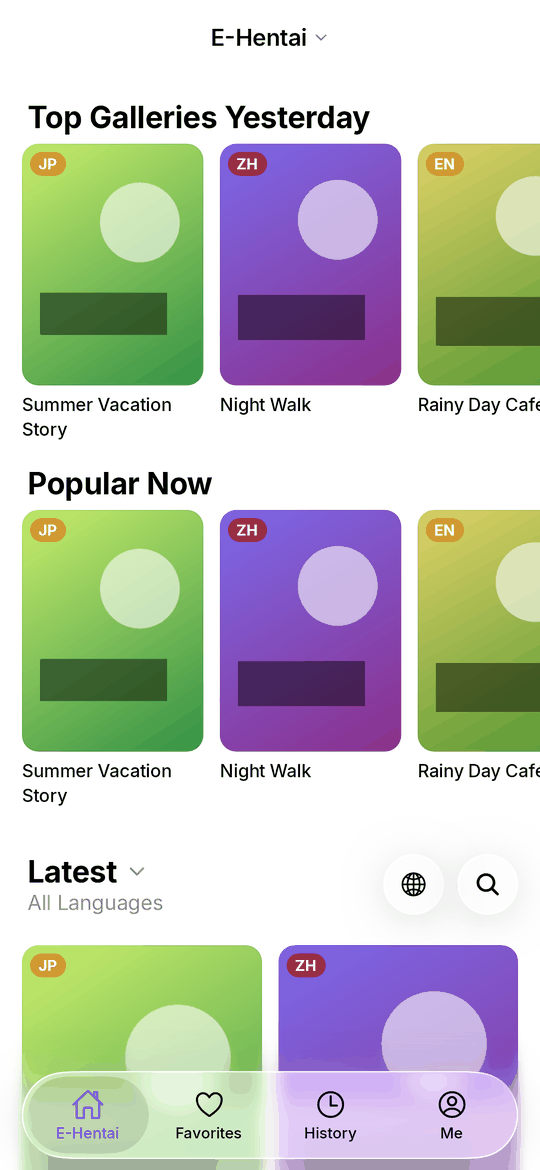 E-Hentai
Top Galleries Yesterday
JP
ZH
EN
Summer Vacation
Story
Night Walk
Rainy Day Cafe
Popular Now
JP
ZH
EN
Summer Vacation
Story
Night Walk
Rainy Day Cafe
Latest
All Languages
JP
ZH
E-Hentai
Favorites
History
Me